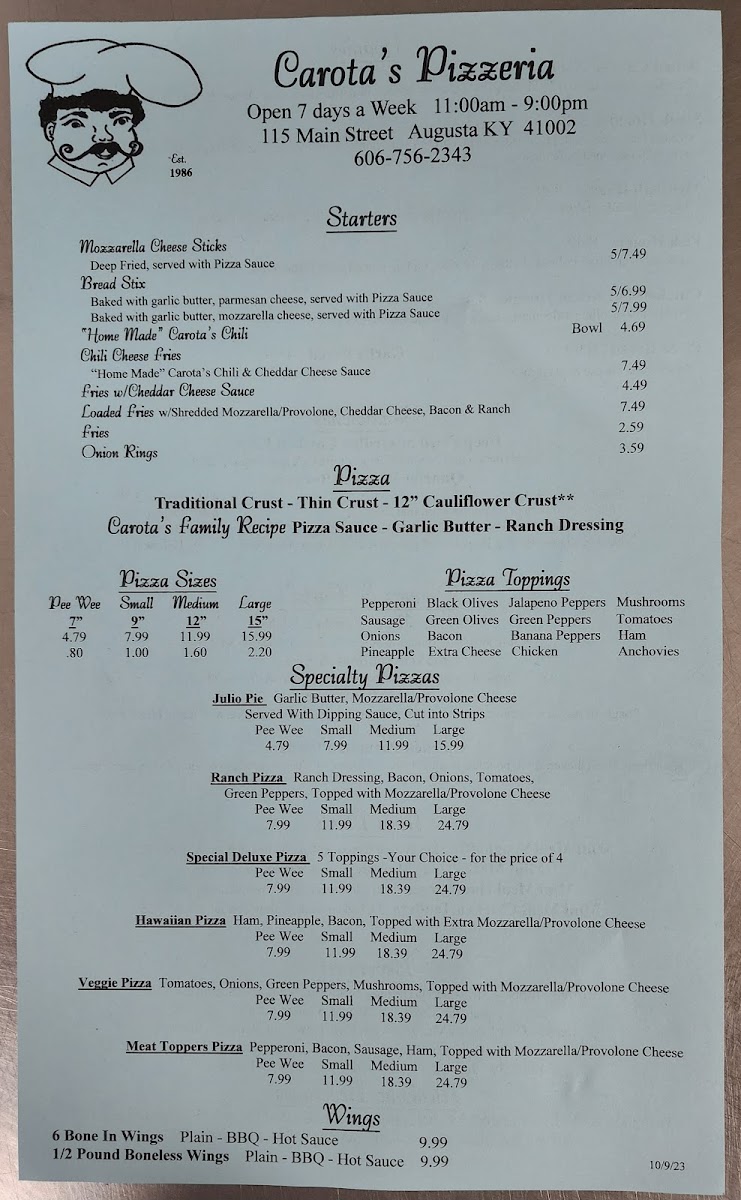 Carota's Pizzeria
Open 7 days a Week 11:00am - 9:00pm
115 Main Street Augusta KY 41002
606-756-2343
Est.
1986
Starters
Mozzarella Cheese Sticks
Deep Fried, served with Pizza Sauce 5/7.49
Bread Stix
Baked with garlic butter, parmesan cheese, served with Pizza Sauce 5/6.99
Baked with garlic butter, mozzarella cheese, served with Pizza Sauce 5/7.99
"Home Made" Carota's Chili Bowl 4.69
Chili Cheese Fries
"Home Made" Carota's Chili & Cheddar Cheese Sauce 7.49
Fries w/Cheddar Cheese Sauce 4.49
Loaded Fries w/Shredded Mozzarella/Provolone, Cheddar Cheese, Bacon & Ranch 7.49
Fries 2.59
Onion Rings 3.59
Pizza
Traditional Crust - Thin Crust - 12" Cauliflower Crust**
Carota's Family Recipe Pizza Sauce - Garlic Butter - Ranch Dressing
Pizza Sizes
Pee Wee Small Medium Large
7" 9" 12" 15"
4.79 7.99 11.99 15.99
.80 1.00 1.60 2.20
Pizza Toppings
Pepperoni Black Olives Jalapeno Peppers Mushrooms
Sausage Green Olives Green Peppers Tomatoes
Onions Bacon Banana Peppers Ham
Pineapple Extra Cheese Chicken Anchovies
Specialty Pizzas
Julio Pie Garlic Butter, Mozzarella/Provolone Cheese
Served With Dipping Sauce, Cut into Strips
Pee Wee Small Medium Large
4.79 7.99 11.99 15.99
Ranch Pizza Ranch Dressing, Bacon, Onions, Tomatoes,
Green Peppers, Topped with Mozzarella/Provolone Cheese
Pee Wee Small Medium Large
7.99 11.99 18.39 24.79
Special Deluxe Pizza 5 Toppings -Your Choice - for the price of 4
Pee Wee Small Medium Large
7.99 11.99 18.39 24.79
Hawaiian Pizza Ham, Pineapple, Bacon, Topped with Extra Mozzarella/Provolone Cheese
Pee Wee Small Medium Large
7.99 11.99 18.39 24.79
Veggie Pizza Tomatoes, Onions, Green Peppers, Mushrooms, Topped with Mozzarella/Provolone Cheese
Pee Wee Small Medium Large
7.99 11.99 18.39 24.79
Meat Toppers Pizza Pepperoni, Bacon, Sausage, Ham, Topped with Mozzarella/Provolone Cheese
Pee Wee Small Medium Large
7.99 11.99 18.39 24.79
Wings
6 Bone In Wings Plain - BBQ - Hot Sauce 9.99
1/2 Pound Boneless Wings Plain - BBQ - Hot Sauce 9.99
10/9/23